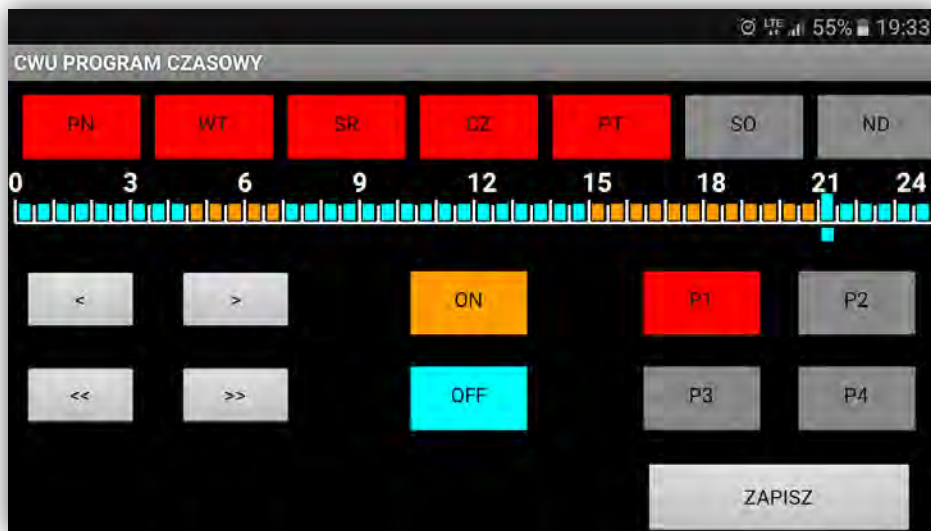 LTE 55% 19:33
CWU PROGRAM CZASOWY
PN WT SR CZ PT SO ND
0 3 6 9 12 15 18 21 24
< > ON P1 P2
<< >> OFF P3 P4
ZAPISZ